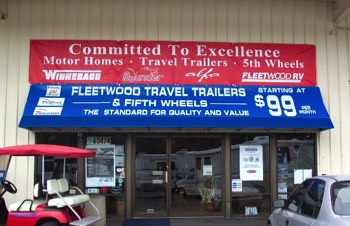 Committed To Excellence
Motor Homes · Travel Trailers · 5th Wheels
WINNEBAGO Bounder alfa FLEETWOOD RV
FLEETWOOD TRAVEL TRAILERS
& FIFTH WHEELS
THE STANDARD FOR QUALITY AND VALUE
STARTING AT
$99 PER MONTH